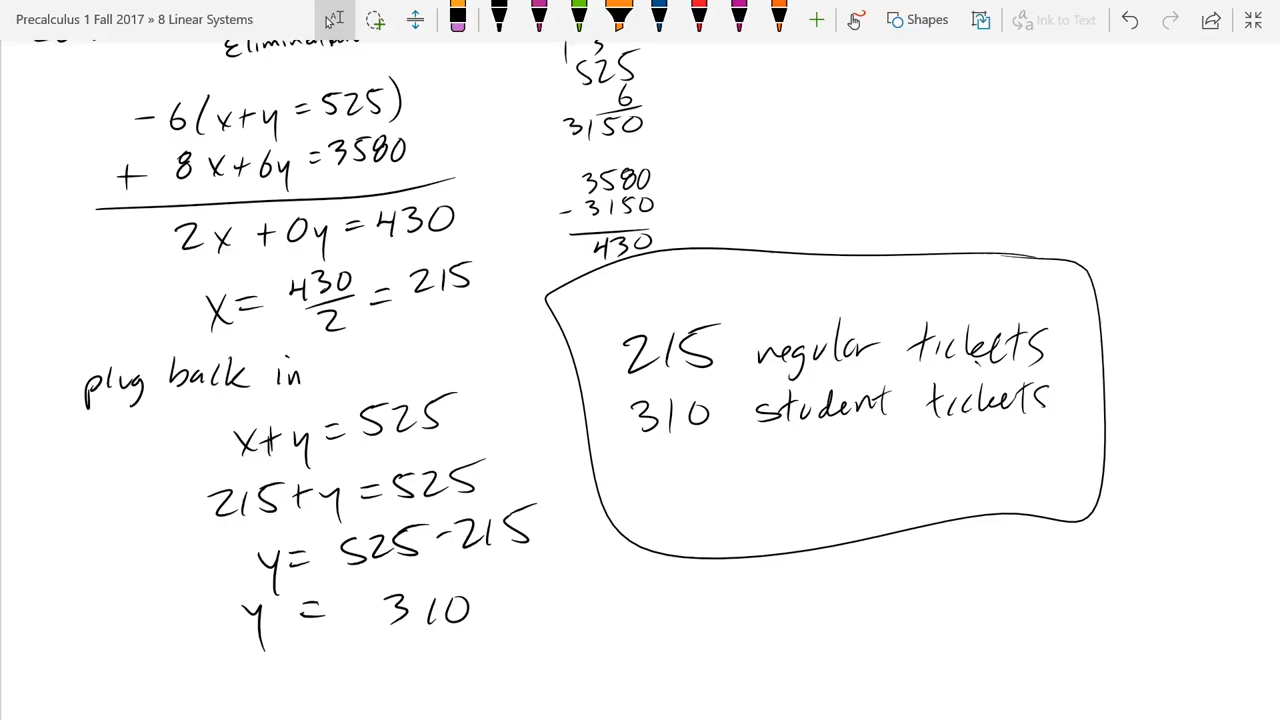 Precalculus 1 Fall 2017 » 8 Linear Systems
Shapes
Ink to Text
Elimination
-6(x+y=525)
+ 8x+6y=3580
2x+0y=430
x=430/2=215
plug back in
x+y=525
215+y=525
y=525-215
y = 310
525
6
3150
3580
-3150
430
215 regular tickets
310 student tickets